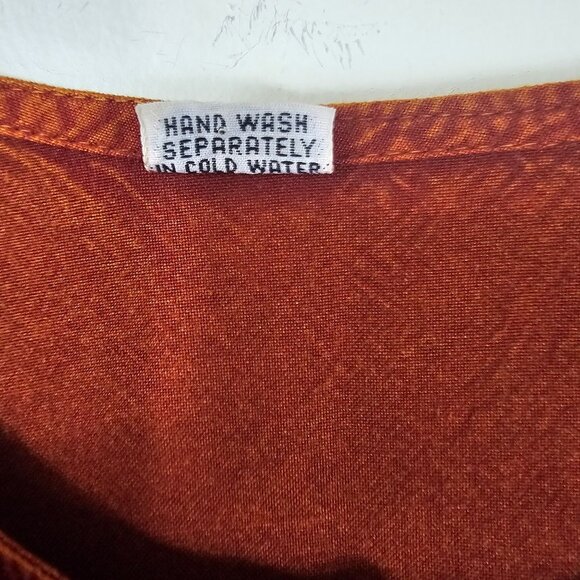 HAND WASH
SEPARATELY
IN COLD WATER